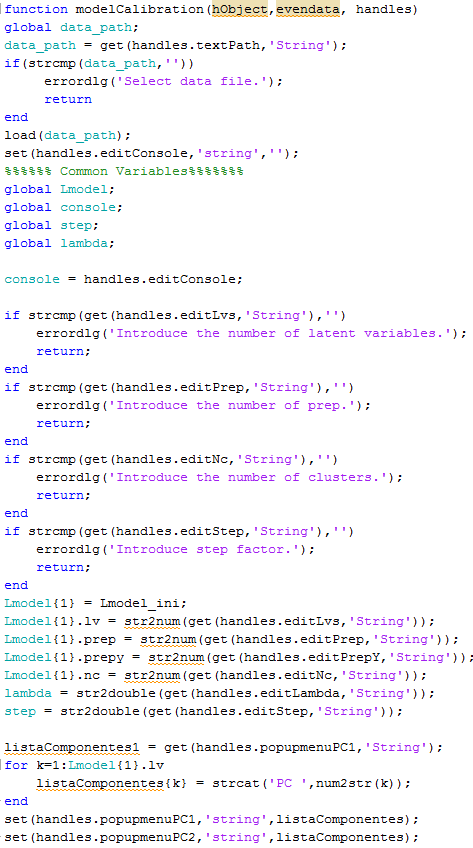 function modelCalibration(hObject,evendata, handles)
global data_path;
data_path = get(handles.textPath,'String');
if(strcmp(data_path,''))
     errordlg('Select data file.');
     return
end
load(data_path);
set(handles.editConsole,'string','');
%%%%%% Common Variables%%%%%%%
global Lmodel;
global console;
global step;
global lambda;

console = handles.editConsole;

if strcmp(get(handles.editLvs,'String'),'')
    errordlg('Introduce the number of latent variables.');
    return;
end
if strcmp(get(handles.editPrep,'String'),'')
    errordlg('Introduce the number of prep.');
    return;
end
if strcmp(get(handles.editNc,'String'),'')
    errordlg('Introduce the number of clusters.');
    return;
end
if strcmp(get(handles.editStep,'String'),'')
    errordlg('Introduce step factor.');
    return;
end
Lmodel{1} = Lmodel_ini;
Lmodel{1}.lv = str2num(get(handles.editLvs,'String'));
Lmodel{1}.prep = str2num(get(handles.editPrep,'String'));
Lmodel{1}.prepy = str2num(get(handles.editPrepY,'String'));
Lmodel{1}.nc = str2num(get(handles.editNc,'String'));
lambda = str2double(get(handles.editLambda,'String'));
step = str2double(get(handles.editStep,'String'));

listaComponentes1 = get(handles.popupmenuPC1,'String');
for k=1:Lmodel{1}.lv
    listaComponentes{k} = strcat('PC ',num2str(k));
end
set(handles.popupmenuPC1,'string',listaComponentes);
set(handles.popupmenuPC2,'string',listaComponentes);